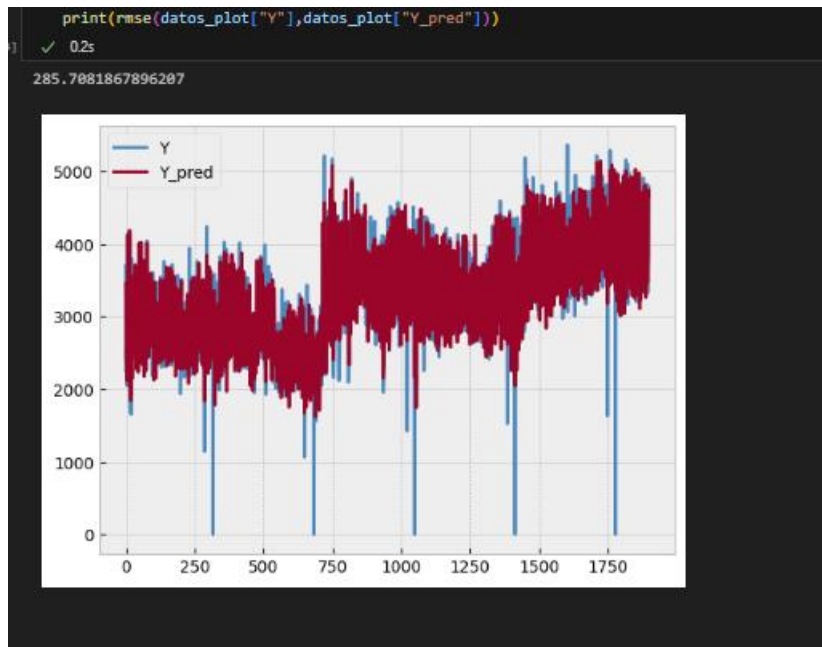 print(rmse(datos_plot["Y"],datos_plot["Y_pred"]))
✓ 0.2s
285.7081867896207
Y
Y_pred
5000
4000
3000
2000
1000
0
0 250 500 750 1000 1250 1500 1750